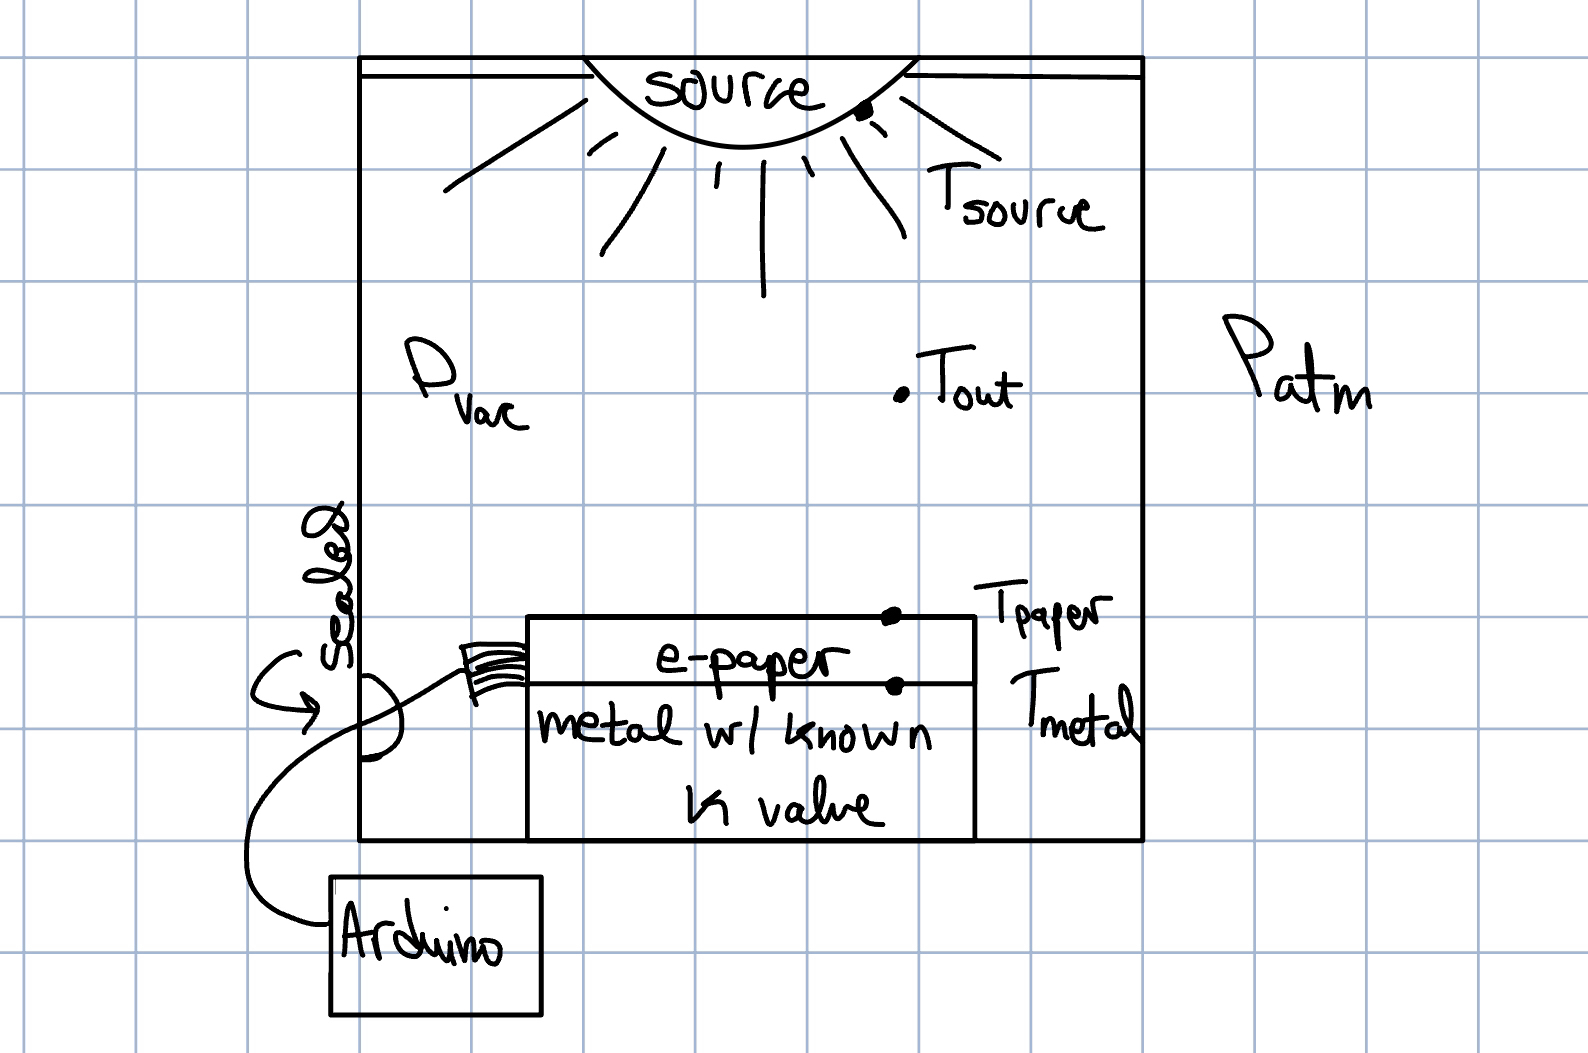 source
Tsource
Pvac
Tout
Patm
sealed
Tpaper
e-paper
Tmetal
metal w/ known
K value
Arduino